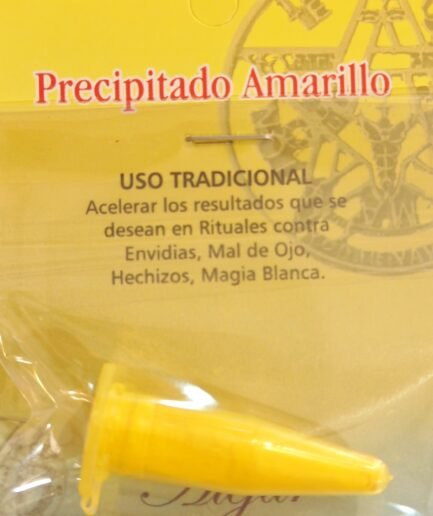 Precipitado Amarillo
USO TRADICIONAL
Acelerar los resultados que se
desean en Rituales contra
Envidias, Mal de Ojo,
Hechizos, Magia Blanca.